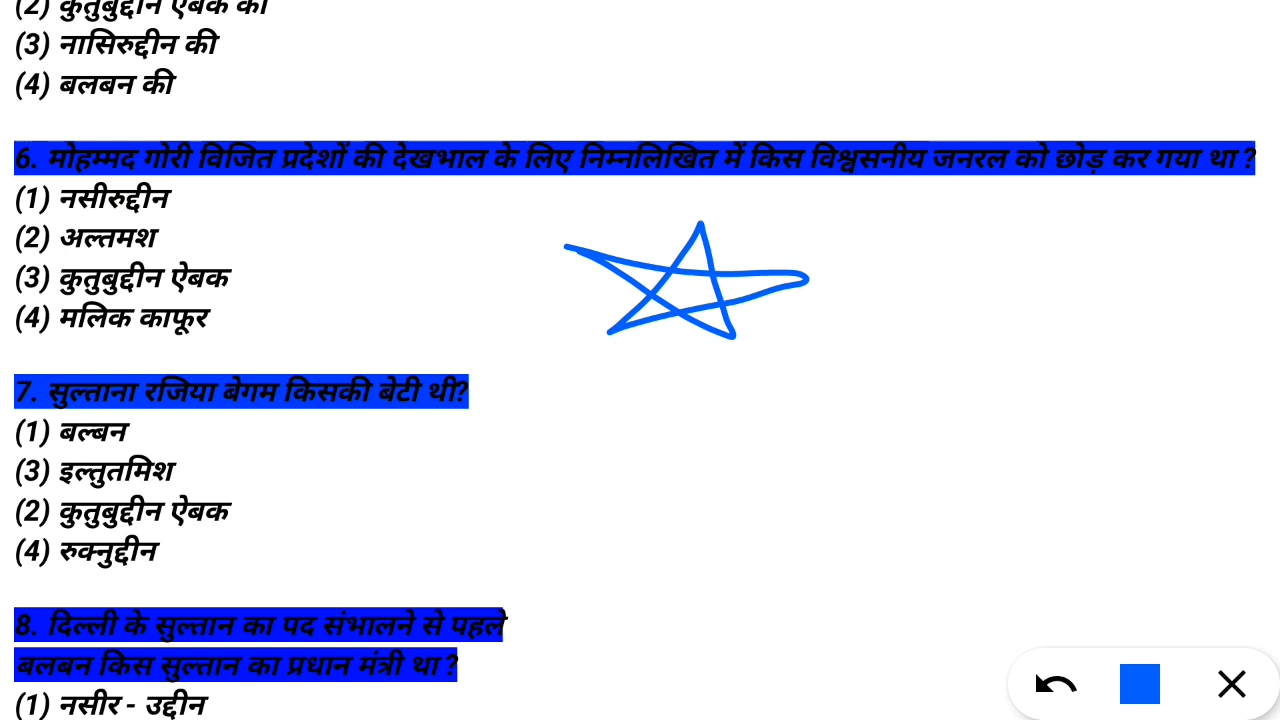 (2) कुतुबुद्दीन ऐबक की
(3) नासिरुद्दीन की
(4) बलबन की
6. मोहम्मद गोरी विजित प्रदेशों की देखभाल के लिए निम्नलिखित में किस विश्वसनीय जनरल को छोड़ कर गया था ?
(1) नसीरुद्दीन
(2) अल्तमश
(3) कुतुबुद्दीन ऐबक
(4) मलिक काफूर
7. सुल्ताना रजिया बेगम किसकी बेटी थी?
(1) बल्बन
(3) इल्तुतमिश
(2) कुतुबुद्दीन ऐबक
(4) रुक्नुद्दीन
8. दिल्ली के सुल्तान का पद संभालने से पहले
बलबन किस सुल्तान का प्रधान मंत्री था ?
(1) नसीर - उद्दीन